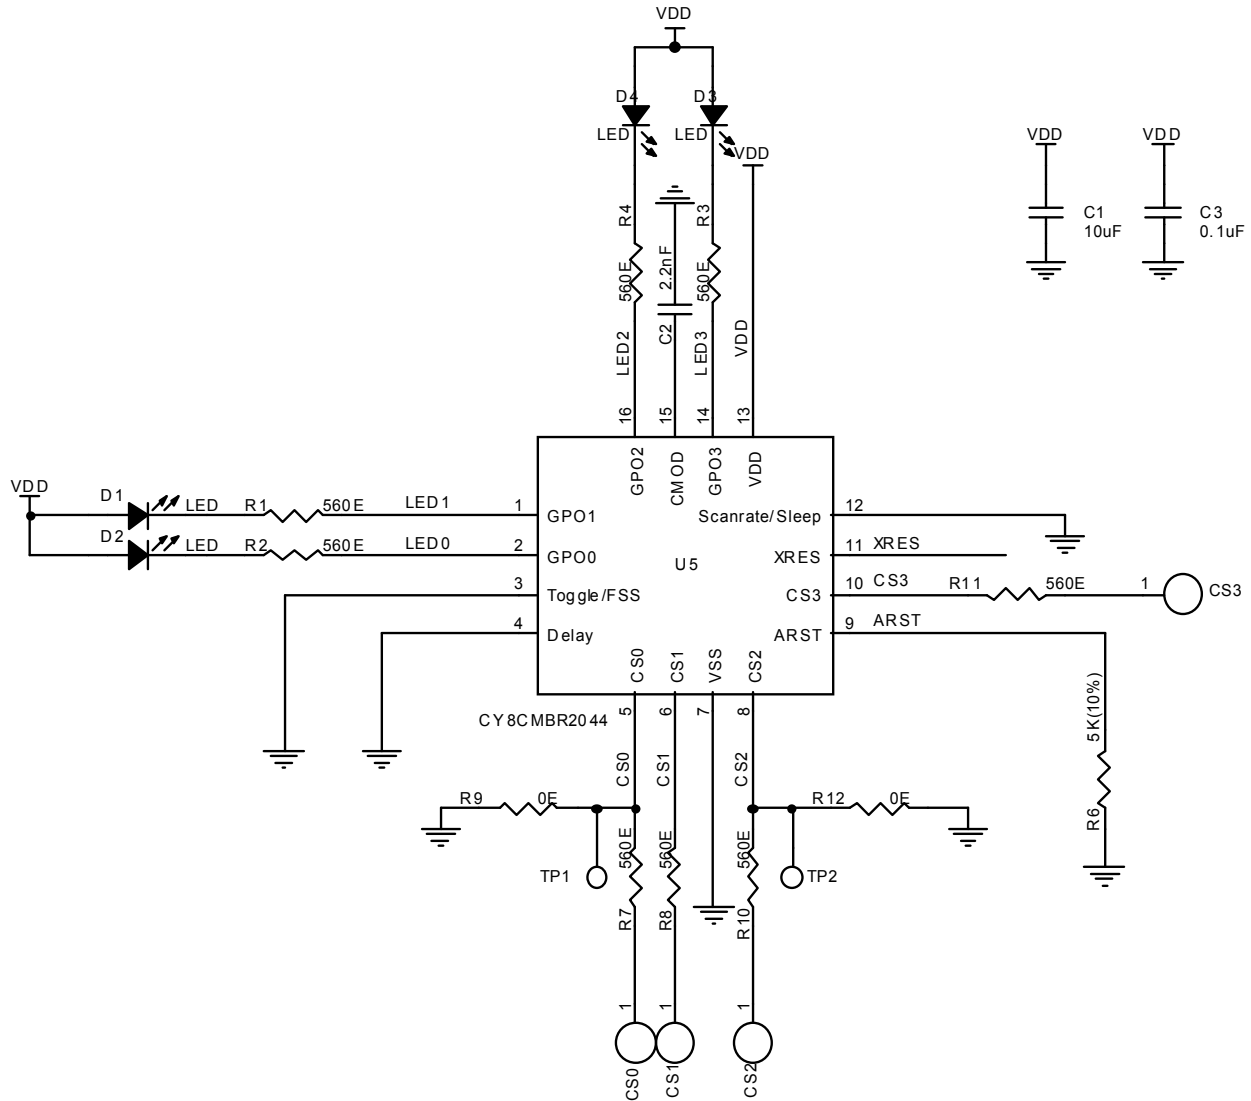 VDD
D4
D3
LED
LED
VDD
VDD
VDD
R4
R3
C1
10uF
C3
0.1uF
560E
2.2nF
560E
C2
LED2
LED3
VDD
16
15
14
13
GPO2
CMOD
GPO3
VDD
VDD
D1
LED
R1
560E
LED1
1
GPO1
Scanrate/Sleep
12
D2
LED
R2
560E
LED0
2
GPO0
XRES
11
XRES
U5
3
Toggle/FSS
CS3
10
CS3
R11
560E
1
CS3
4
Delay
ARST
9
ARST
CS0
CS1
VSS
CS2
CY8CMBR2044
5
6
7
8
5K(10%)
R6
CS0
CS1
CS2
R9
0E
R12
0E
560E
560E
560E
TP1
TP2
R7
R8
R10
1
1
1
CS0
CS1
CS2